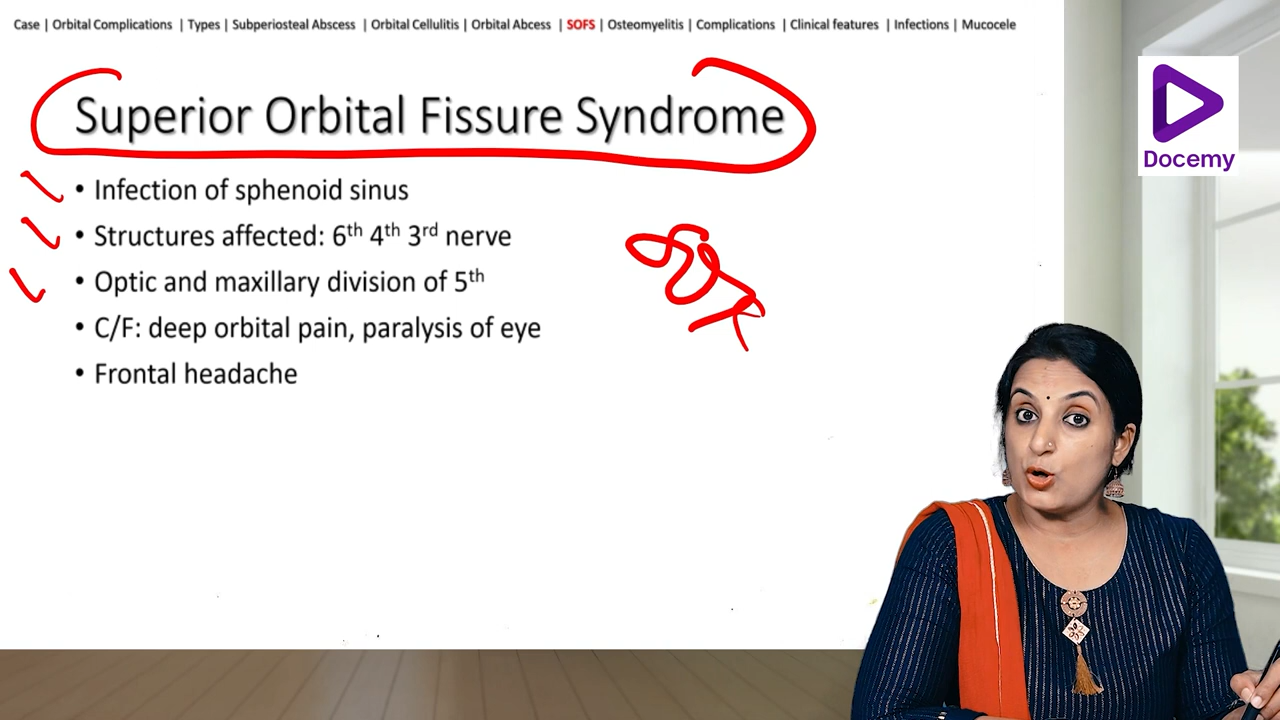 Case | Orbital Complications | Types | Subperiosteal Abscess | Orbital Cellulitis | Orbital Abcess | SOFS | Osteomyelitis | Complications | Clinical features | Infections | Mucocele
Superior Orbital Fissure Syndrome
• Infection of sphenoid sinus
• Structures affected: 6th 4th 3rd nerve
• Optic and maxillary division of 5th
• C/F: deep orbital pain, paralysis of eye
• Frontal headache
Docemy